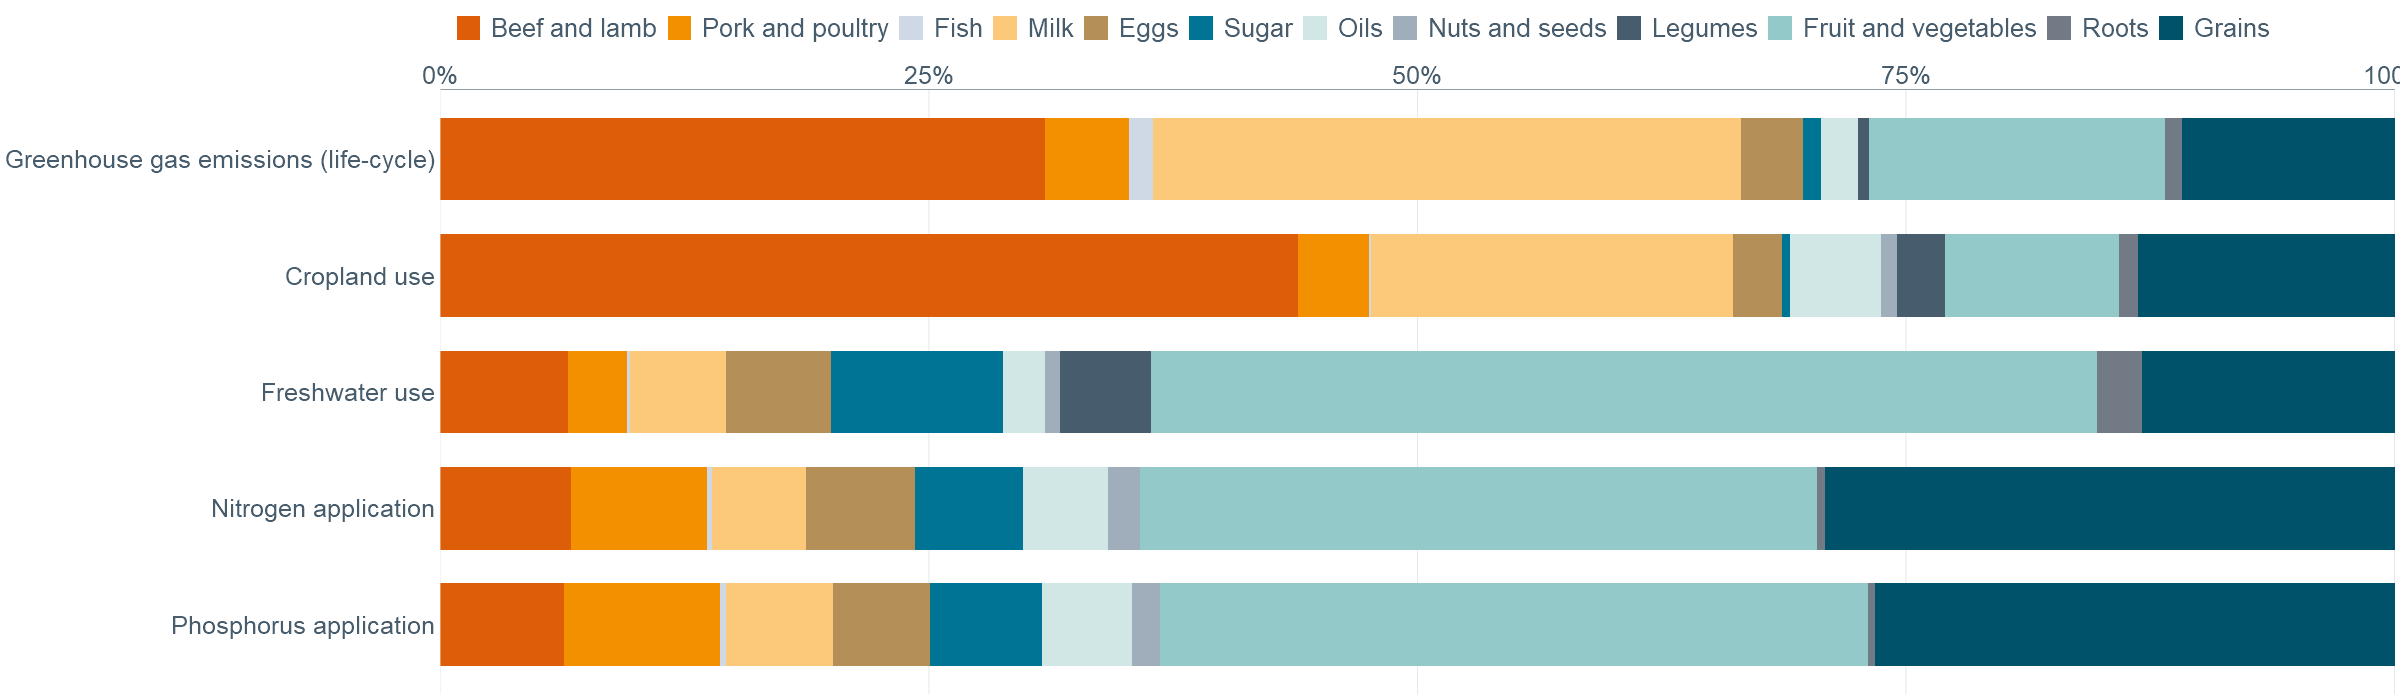 Beef and lamb Pork and poultry Fish Milk Eggs Sugar Oils Nuts and seeds Legumes Fruit and vegetables Roots Grains
0% 25% 50% 75% 100
Greenhouse gas emissions (life-cycle)
Cropland use
Freshwater use
Nitrogen application
Phosphorus application